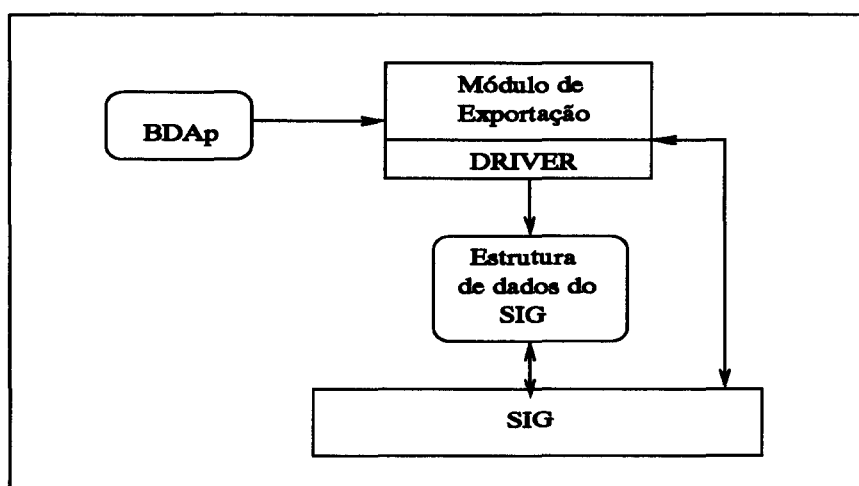 Módulo de
Exportação
BDAp
DRIVER
Estrutura
de dados do
SIG
SIG